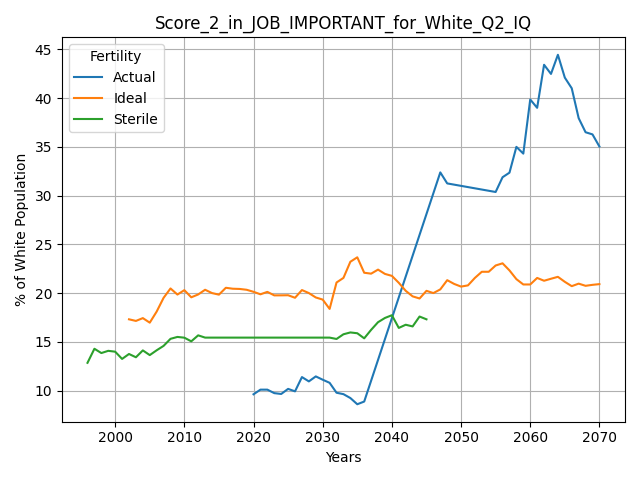 Score_2_in_JOB_IMPORTANT_for_White_Q2_IQ
Fertility
Actual
Ideal
Sterile
% of White Population
45
40
35
30
25
20
15
10
2000 2010 2020 2030 2040 2050 2060 2070
Years